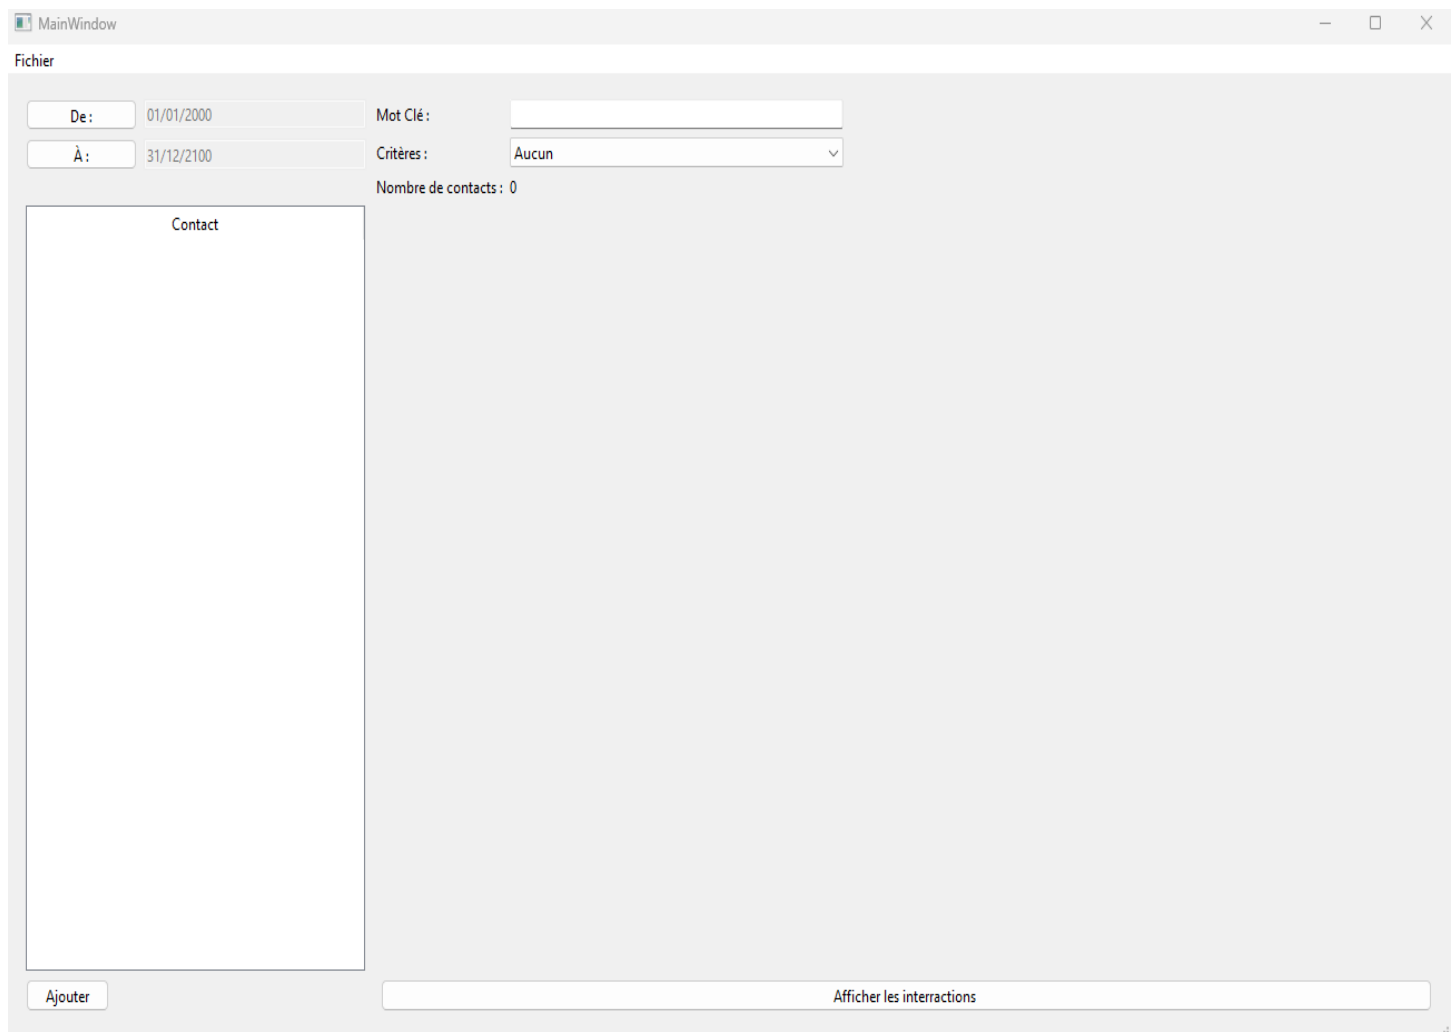 MainWindow
Fichier
De :
01/01/2000
Mot Clé :
À :
31/12/2100
Critères :
Aucun
Nombre de contacts : 0
Contact
Ajouter
Afficher les interractions